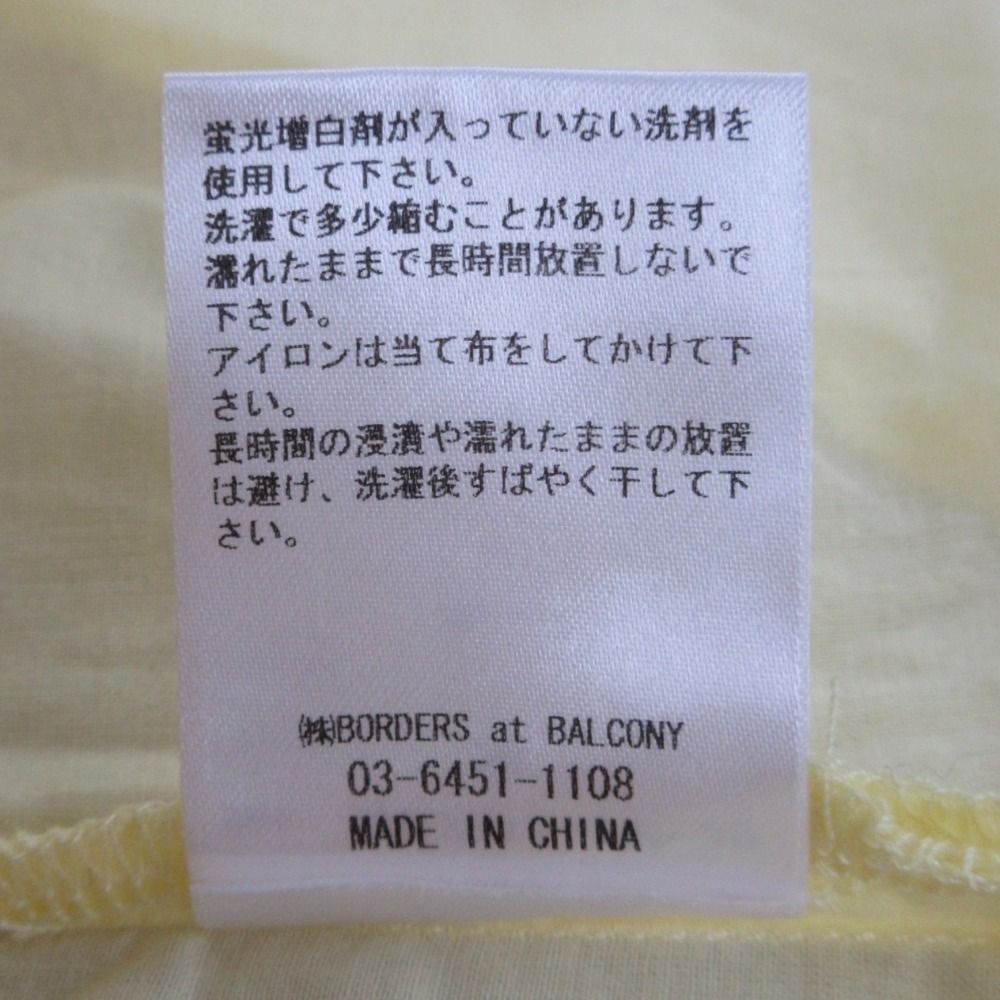 蛍光増白剤が入っていない洗剤を
使用して下さい。
洗濯で多少縮むことがあります。
濡れたままで長時間放置しないで
下さい。
アイロンは当て布をしてかけて下
さい。
長時間の浸漬や濡れたままの放置
は避け、洗濯後すばやく干して下
さい。
㈱BORDERS at BALCONY
03-6451-1108
MADE IN CHINA